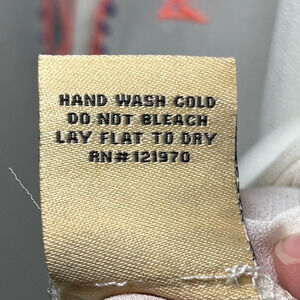 HAND WASH COLD
DO NOT BLEACH
LAY FLAT TO DRY
RN#121970